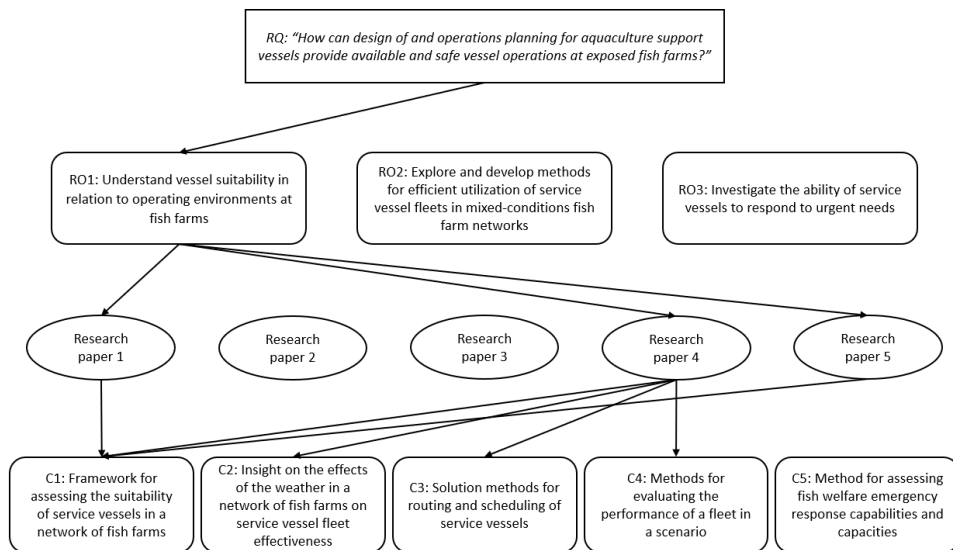 RQ: “How can design of and operations planning for aquaculture support
vessels provide available and safe vessel operations at exposed fish farms?”
RO1: Understand vessel suitability in
relation to operating environments at
fish farms
RO2: Explore and develop methods
for efficient utilization of service
vessel fleets in mixed-conditions fish
farm networks
RO3: Investigate the ability of service
vessels to respond to urgent needs
Research
paper 1
Research
paper 2
Research
paper 3
Research
paper 4
Research
paper 5
C1: Framework for
assessing the suitability
of service vessels in a
network of fish farms
C2: Insight on the effects
of the weather in a
network of fish farms on
service vessel fleet
effectiveness
C3: Solution methods for
routing and scheduling of
service vessels
C4: Methods for
evaluating the
performance of a fleet in
a scenario
C5: Method for assessing
fish welfare emergency
response capabilities and
capacities